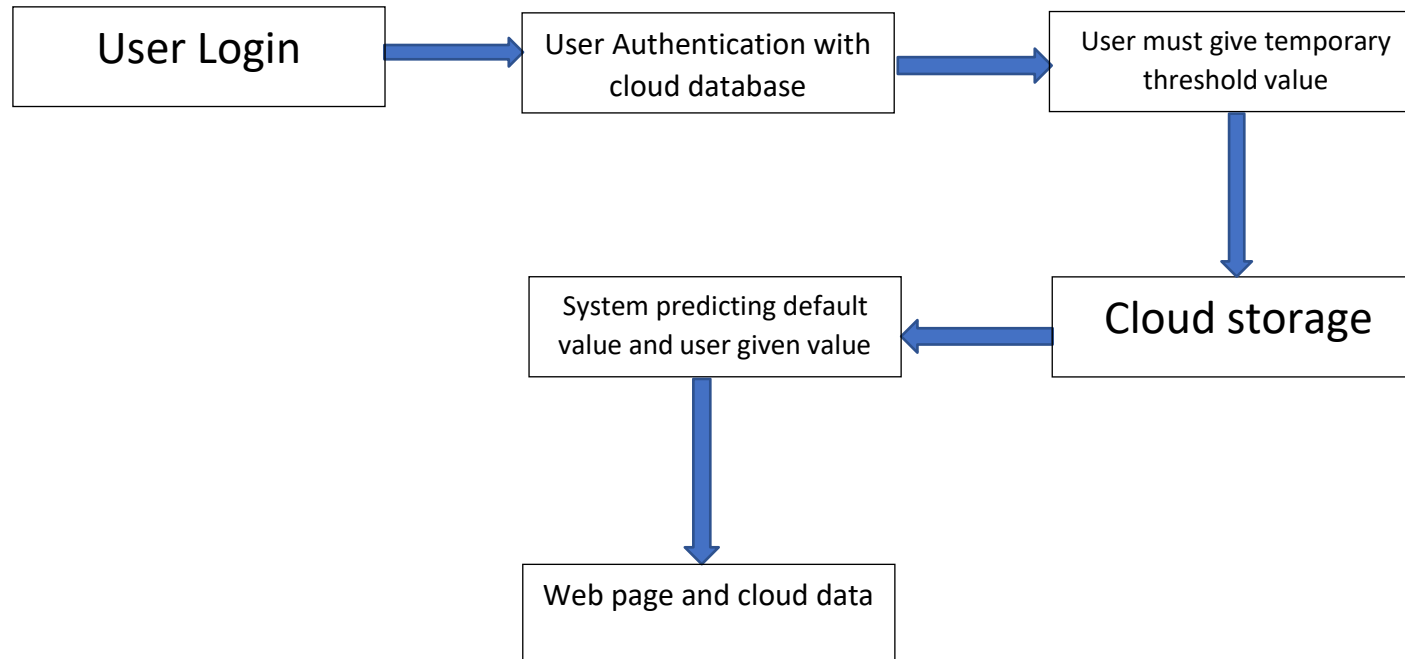 User Login
User Authentication with
cloud database
User must give temporary
threshold value
System predicting default
value and user given value
Cloud storage
Web page and cloud data